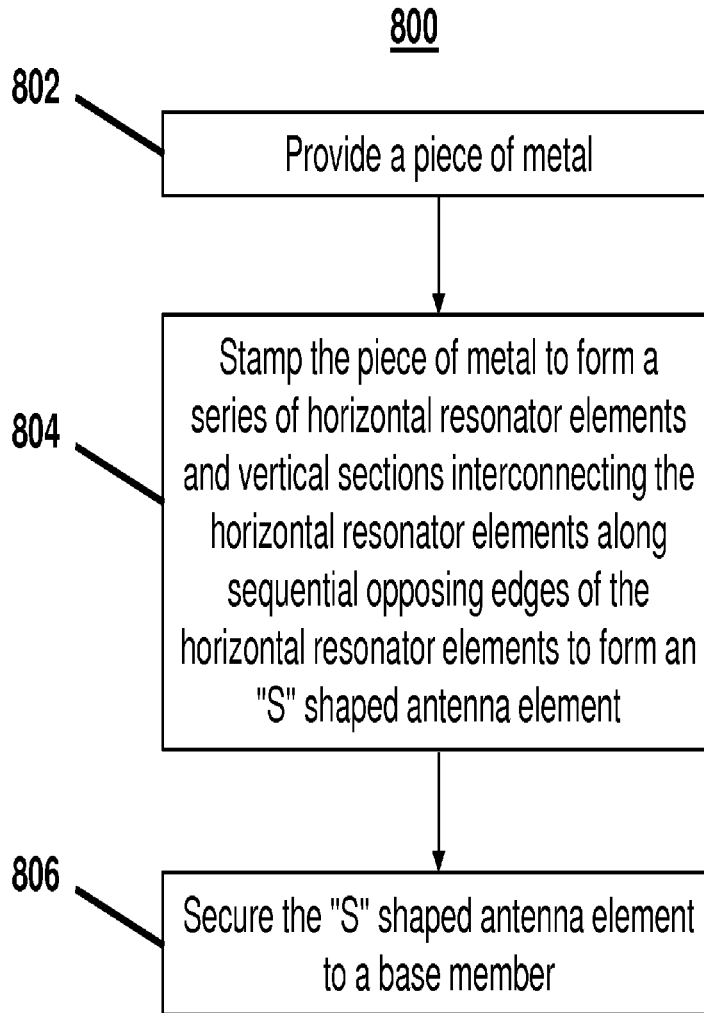 800
802
Provide a piece of metal
804
Stamp the piece of metal to form a
series of horizontal resonator elements
and vertical sections interconnecting the
horizontal resonator elements along
sequential opposing edges of the
horizontal resonator elements to form an
"S" shaped antenna element
806
Secure the "S" shaped antenna element
to a base member